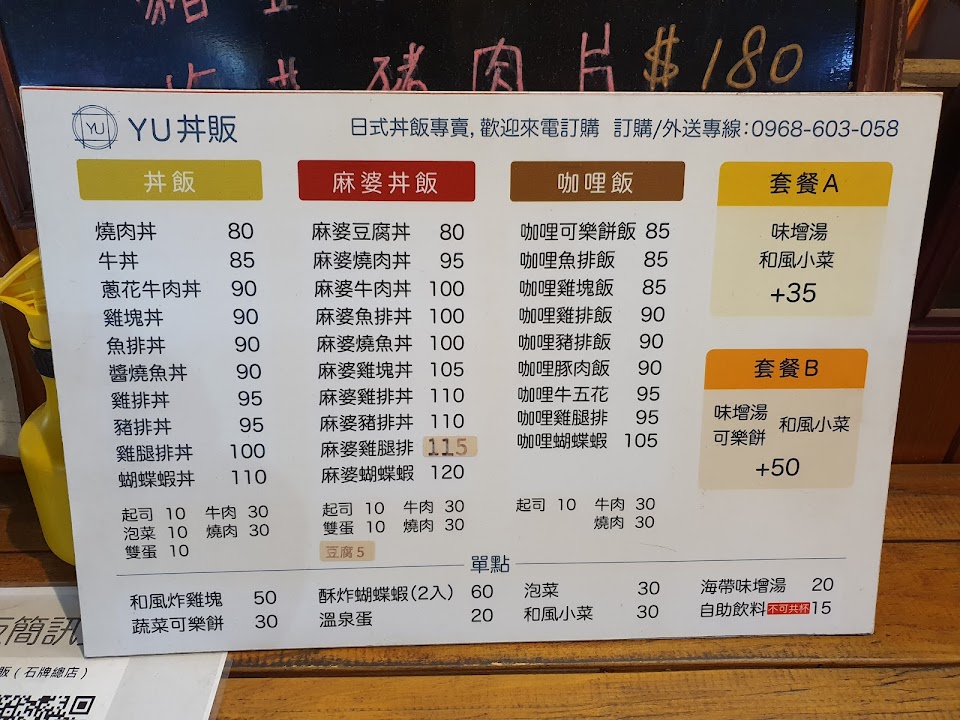 豬肉片$180
YU
YU丼販
日式丼飯專賣,歡迎來電訂購 訂購/外送專線:0968-603-058
丼飯
燒肉丼 80
牛丼 85
蔥花牛肉丼 90
雞塊丼 90
魚排丼 90
醬燒魚丼 90
雞排丼 95
豬排丼 95
雞腿排丼 100
蝴蝶蝦丼 110
起司 10 牛肉 30
泡菜 10 燒肉 30
雙蛋 10
麻婆丼飯
麻婆豆腐丼 80
麻婆燒肉丼 95
麻婆牛肉丼 100
麻婆魚排丼 100
麻婆燒魚丼 100
麻婆雞塊丼 105
麻婆雞排丼 110
麻婆豬排丼 110
麻婆雞腿排 115
麻婆蝴蝶蝦 120
起司 10 牛肉 30
雙蛋 10 燒肉 30
豆腐 5
咖哩飯
咖哩可樂餅飯 85
咖哩魚排飯 85
咖哩雞塊飯 85
咖哩雞排飯 90
咖哩豬排飯 90
咖哩豚肉飯 90
咖哩牛五花 95
咖哩雞腿排 95
咖哩蝴蝶蝦 105
起司 10 牛肉 30
燒肉 30
套餐A
味增湯
和風小菜
+35
套餐B
味增湯
可樂餅 和風小菜
+50
單點
和風炸雞塊 50
蔬菜可樂餅 30
酥炸蝴蝶蝦(2入) 60
溫泉蛋 20
泡菜 30
和風小菜 30
海帶味增湯 20
自助飲料不可共杯15
簡訊
販(石牌總店)